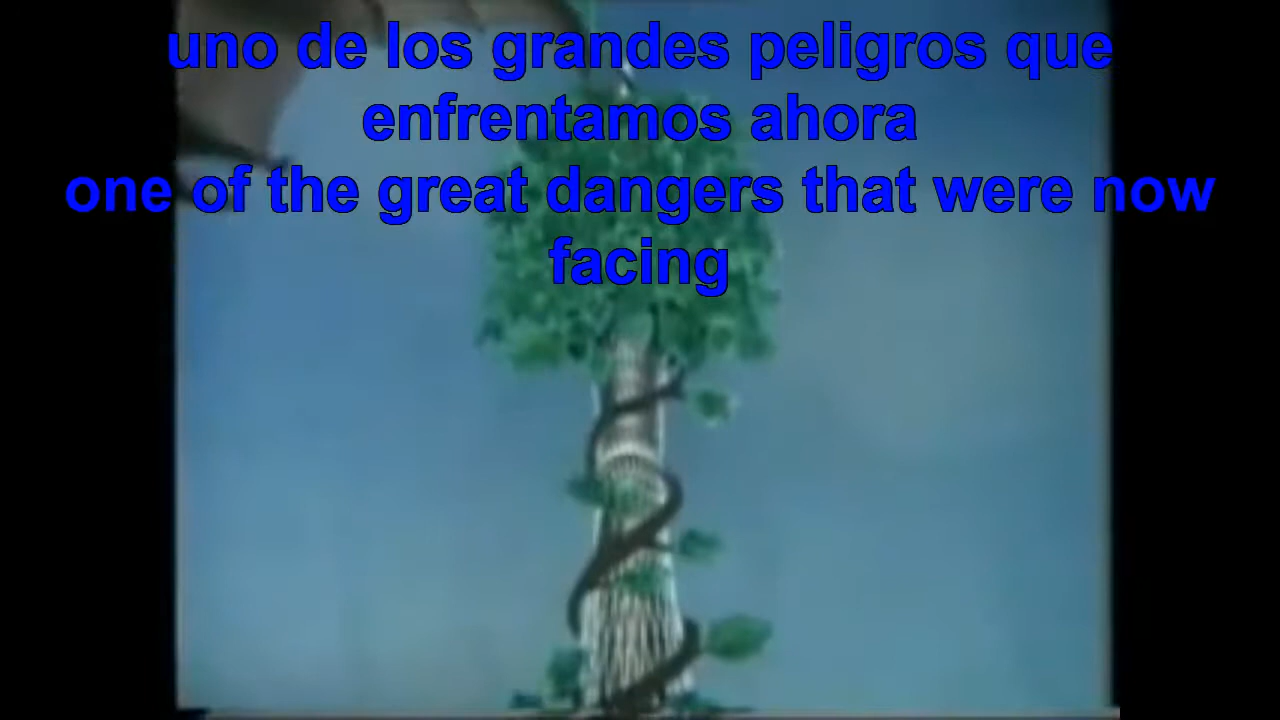 uno de los grandes peligros que
enfrentamos ahora
one of the great dangers that were now
facing